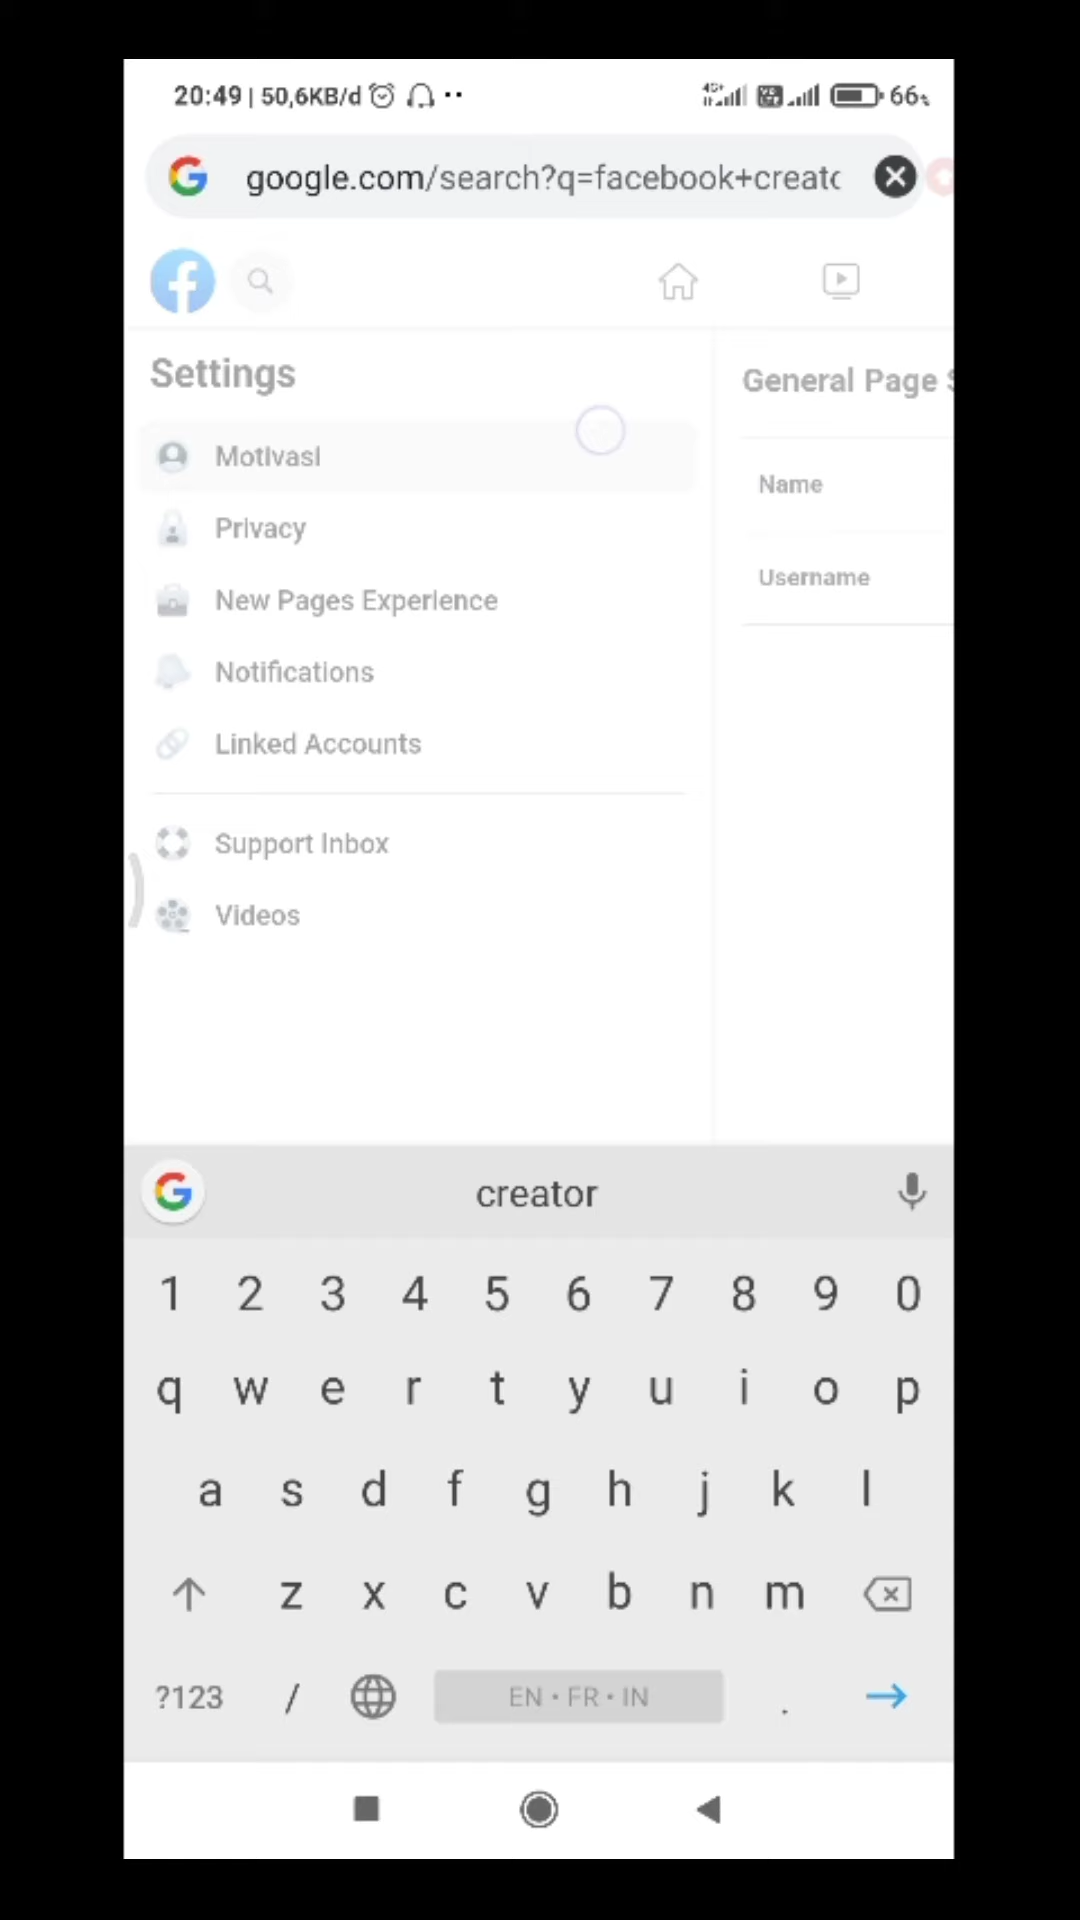 20:49 | 50,6KB/d
66
google.com/search?q=facebook+creatc
Settings
General Page S
Motivasi
Name
Privacy
Username
New Pages Experience
Notifications
Linked Accounts
Support Inbox
Videos
creator
1 2 3 4 5 6 7 8 9 0
q w e r t y u i o p
a s d f g h j k l
z x c v b n m
?123 / EN • FR • IN .